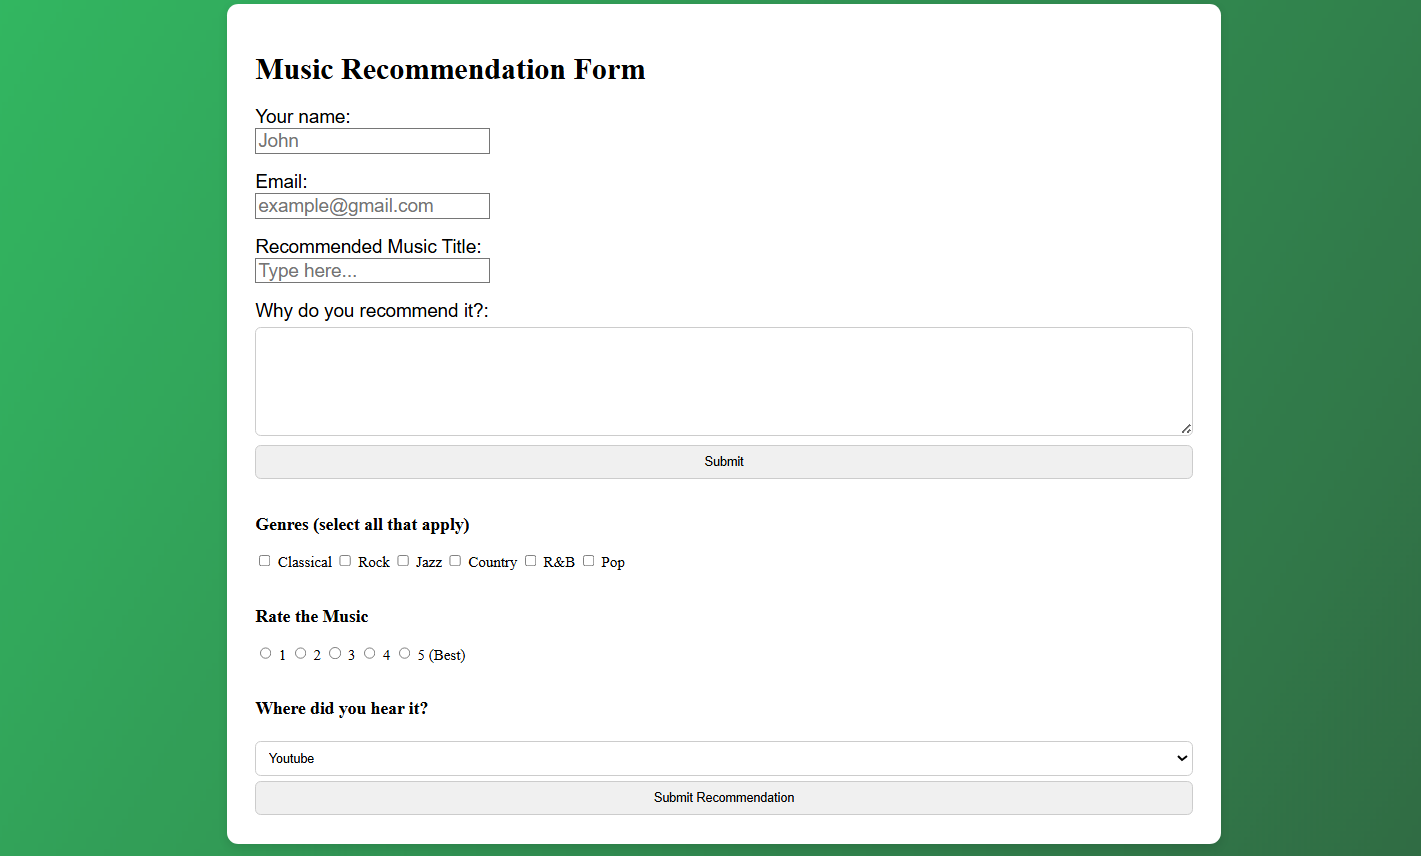 Music Recommendation Form
Your name:
John
Email:
example@gmail.com
Recommended Music Title:
Type here...
Why do you recommend it?:
Submit
Genres (select all that apply)
Classical Rock Jazz Country R&B Pop
Rate the Music
1 2 3 4 5 (Best)
Where did you hear it?
Youtube
Submit Recommendation